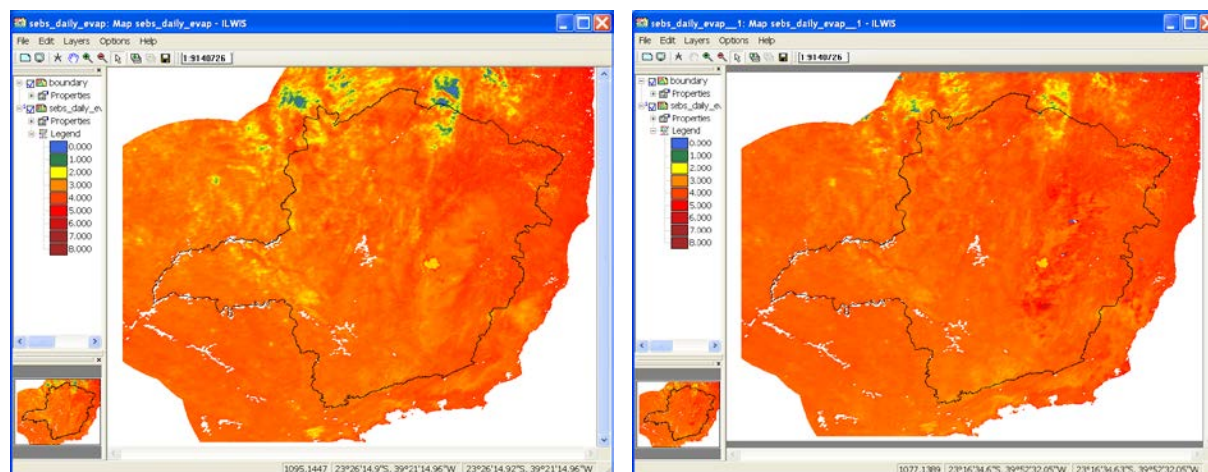 sebs_daily_evap: Map sebs_daily_evap - ILWIS
File Edit Layers Options Help
1:9140726
boundary
Properties
sebs_daily_ev
Properties
Legend
0.000
1.000
2.000
3.000
4.000
5.000
6.000
7.000
8.000
1095,1447 23°26'14.9"S, 39°21'14.96"W 23°26'14.92"S, 39°21'14.96"W
sebs_daily_evap__1: Map sebs_daily_evap__1 - ILWIS
File Edit Layers Options Help
1:9140726
boundary
Properties
sebs_daily_ev
Properties
Legend
0.000
1.000
2.000
3.000
4.000
5.000
6.000
7.000
8.000
1077,1389 23°16'34.6"S, 39°52'32.05"W 23°16'34.63"S, 39°52'32.05"W